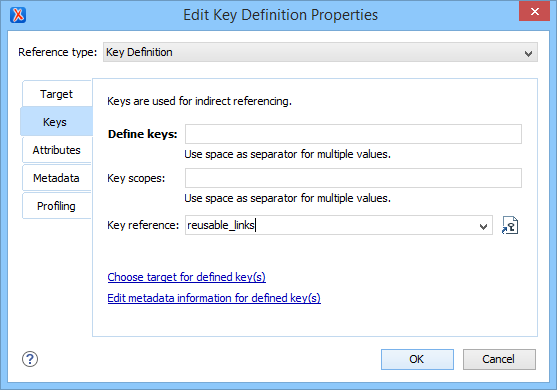 Edit Key Definition Properties
Reference type: Key Definition
Target
Keys
Attributes
Metadata
Profiling
Keys are used for indirect referencing.
Define keys:
Use space as separator for multiple values.
Key scopes:
Use space as separator for multiple values.
Key reference: reusable_links
Choose target for defined key(s)
Edit metadata information for defined key(s)
? OK Cancel